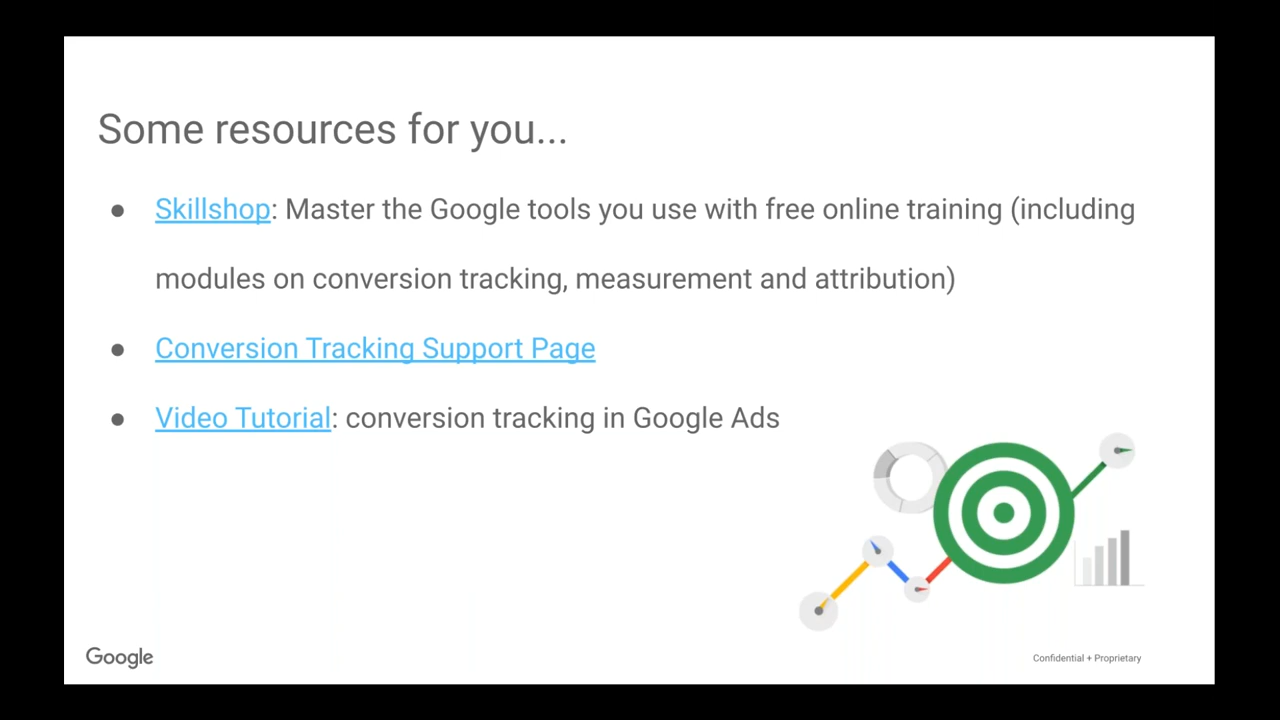 Some resources for you...
● Skillshop: Master the Google tools you use with free online training (including
modules on conversion tracking, measurement and attribution)
● Conversion Tracking Support Page
● Video Tutorial: conversion tracking in Google Ads
Google
Confidential + Proprietary